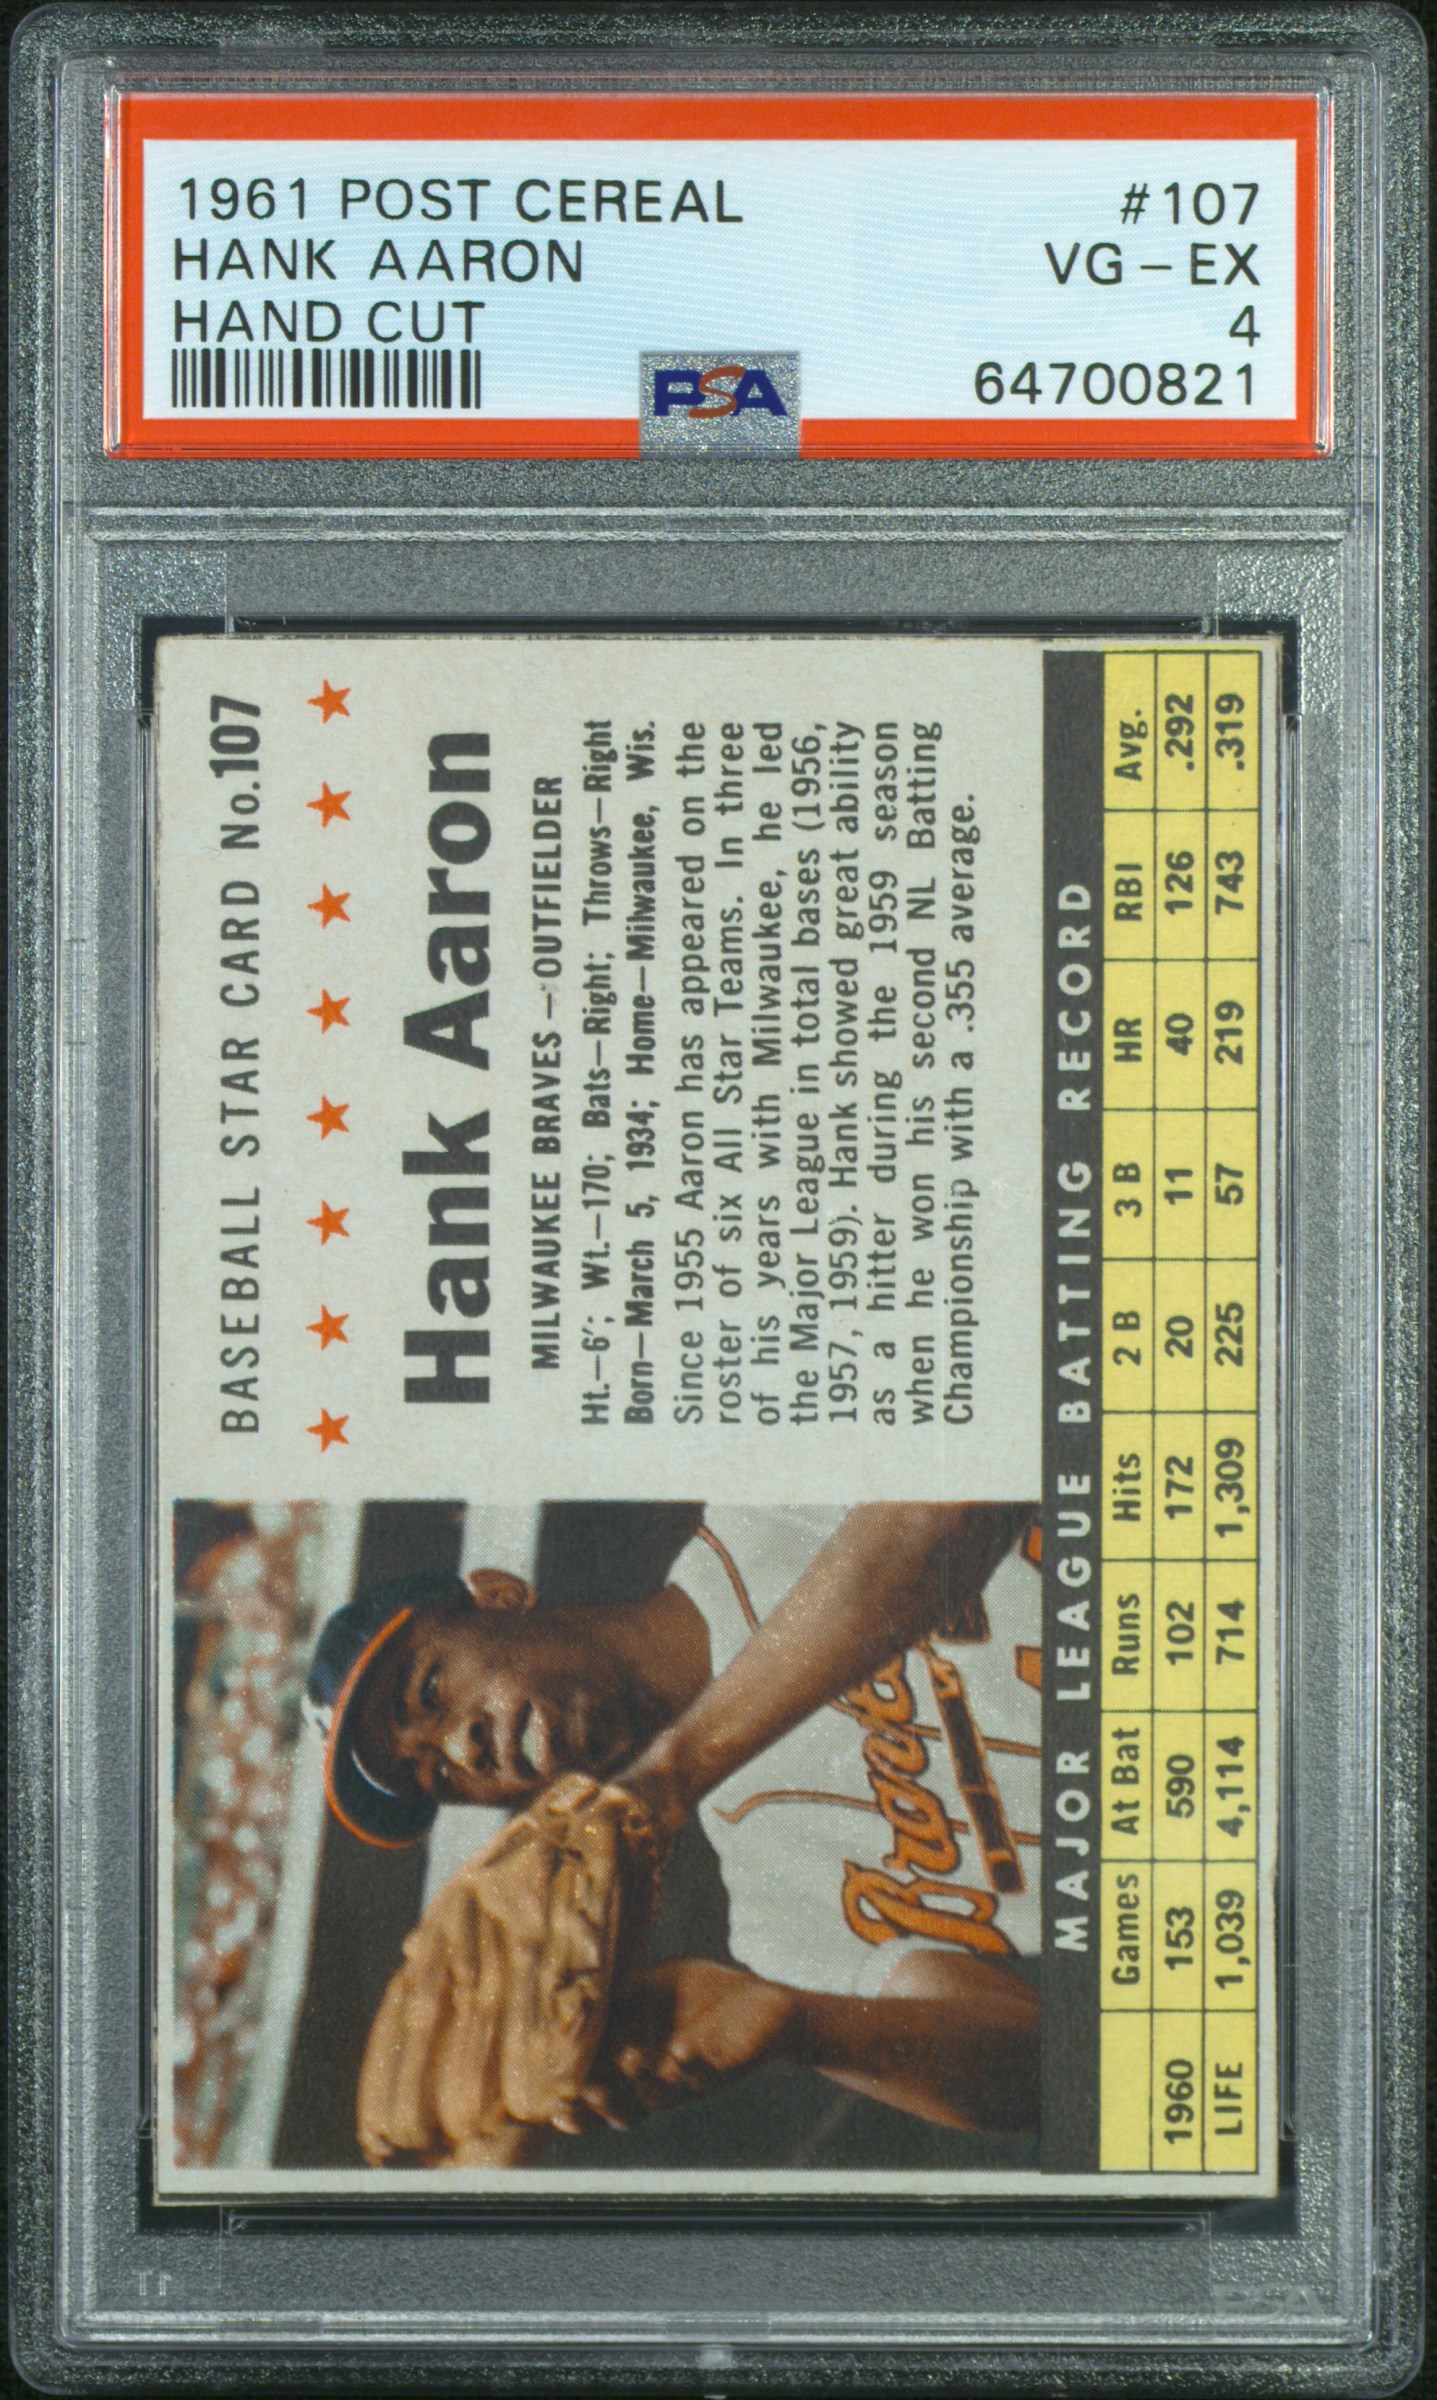 1961 POST CEREAL
HANK AARON
HAND CUT
#107
VG - EX
4
64700821
PSA
BASEBALL STAR CARD No.107
Hank Aaron
MILWAUKEE BRAVES — OUTFIELDER
Ht.—6'; Wt.—170; Bats—Right; Throws—Right
Born—March 5, 1934; Home—Milwaukee, Wis.
Since 1955 Aaron has appeared on the
roster of six All Star Teams. In three
of his years with Milwaukee, he led
the Major League in total bases (1956,
1957, 1959). Hank showed great ability
as a hitter during the 1959 season
when he won his second NL Batting
Championship with a .355 average.
Braves
MAJOR LEAGUE BATTING RECORD
Games At Bat Runs Hits 2 B 3 B HR RBI Avg.
1960 153 590 102 172 20 11 40 126 .292
LIFE 1,039 4,114 714 1,309 225 57 219 743 .319
PSA